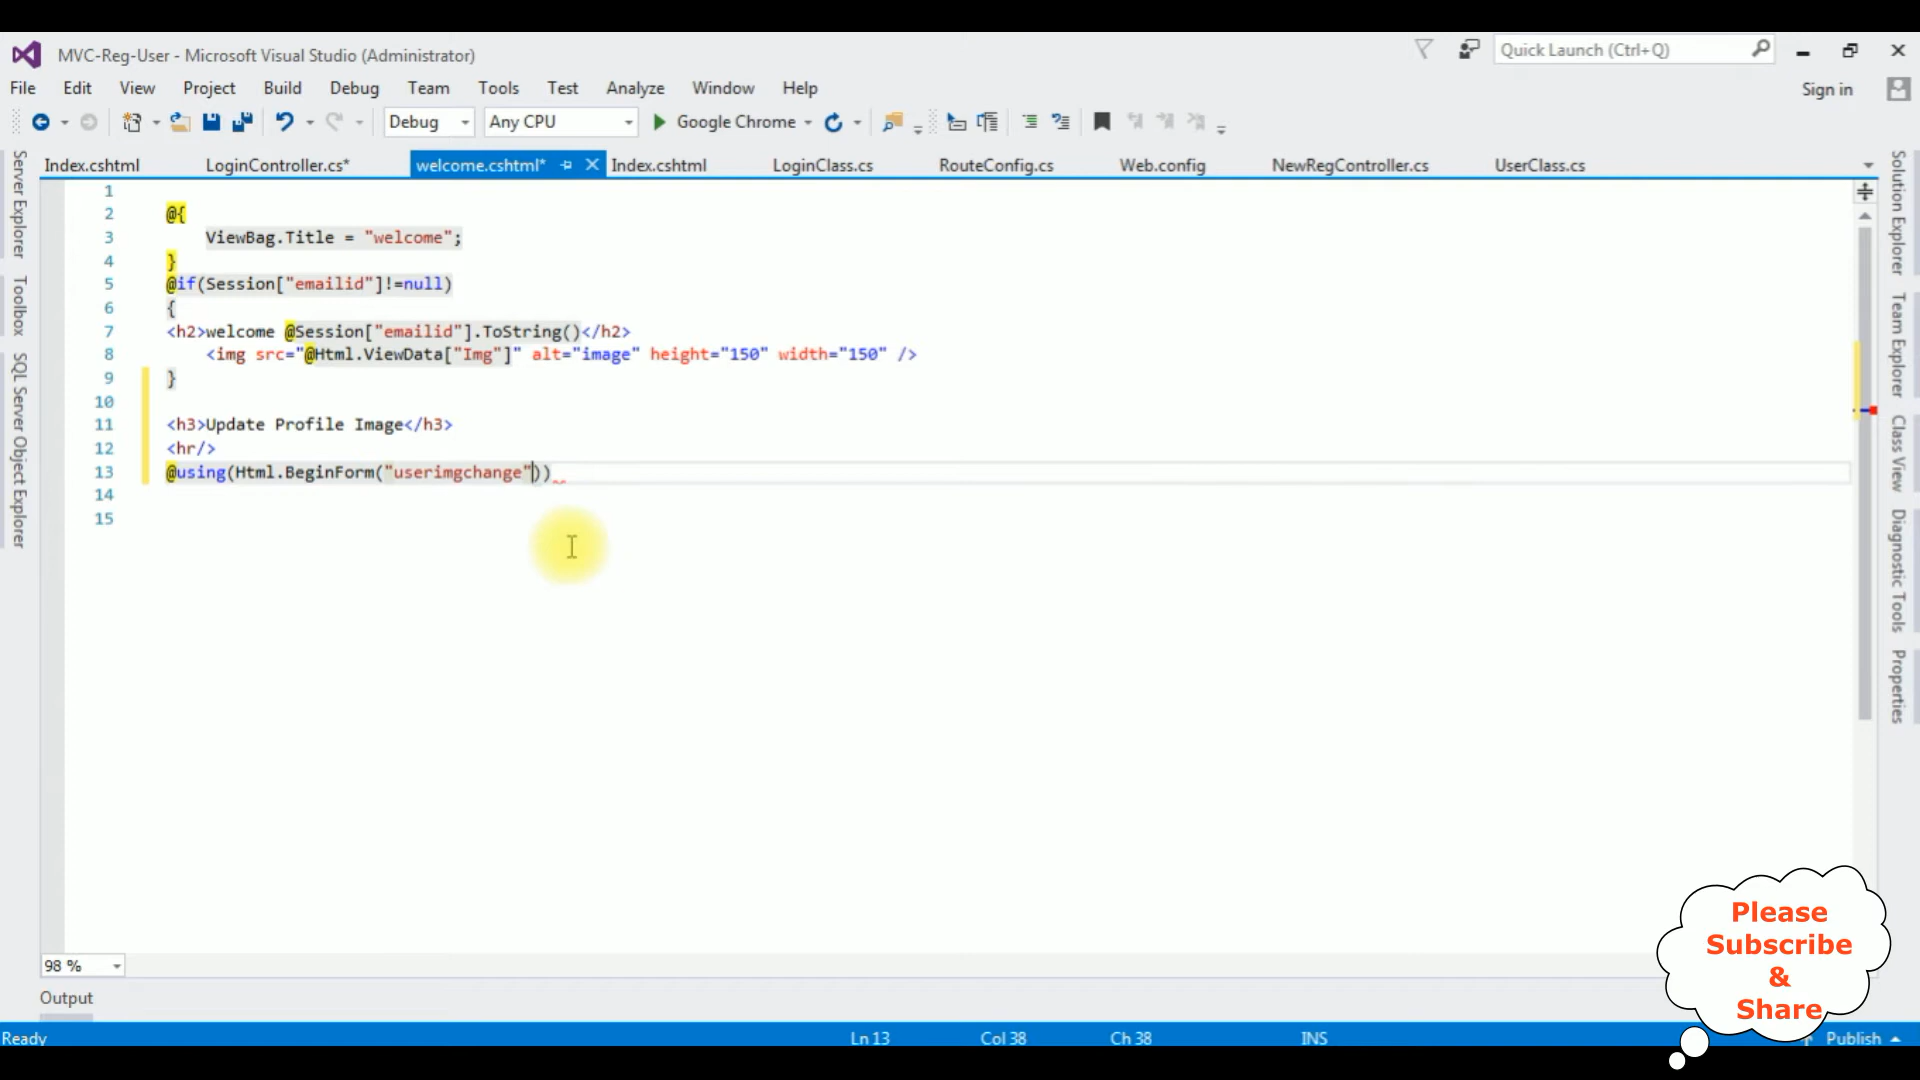 MVC-Reg-User - Microsoft Visual Studio (Administrator)
Quick Launch (Ctrl+Q)
File Edit View Project Build Debug Team Tools Test Analyze Window Help
Sign in
Debug Any CPU Google Chrome
Index.cshtml LoginController.cs* welcome.cshtml* Index.cshtml LoginClass.cs RouteConfig.cs Web.config NewRegController.cs UserClass.cs
Server Explorer
Toolbox
SQL Server Object Explorer
1
2 @{
3 ViewBag.Title = "welcome";
4 }
5 @if(Session["emailid"]!=null)
6 {
7 <h2>welcome @Session["emailid"].ToString()</h2>
8 <img src="@Html.ViewData["Img"]" alt="image" height="150" width="150" />
9 }
10
11 <h3>Update Profile Image</h3>
12 <hr/>
13 @using(Html.BeginForm("userimgchange"))
14
15
Solution Explorer
Team Explorer
Class View
Diagnostic Tools
Properties
98 %
Output
Please
Subscribe
&
Share
Ready Ln 13 Col 38 Ch 38 INS Publish